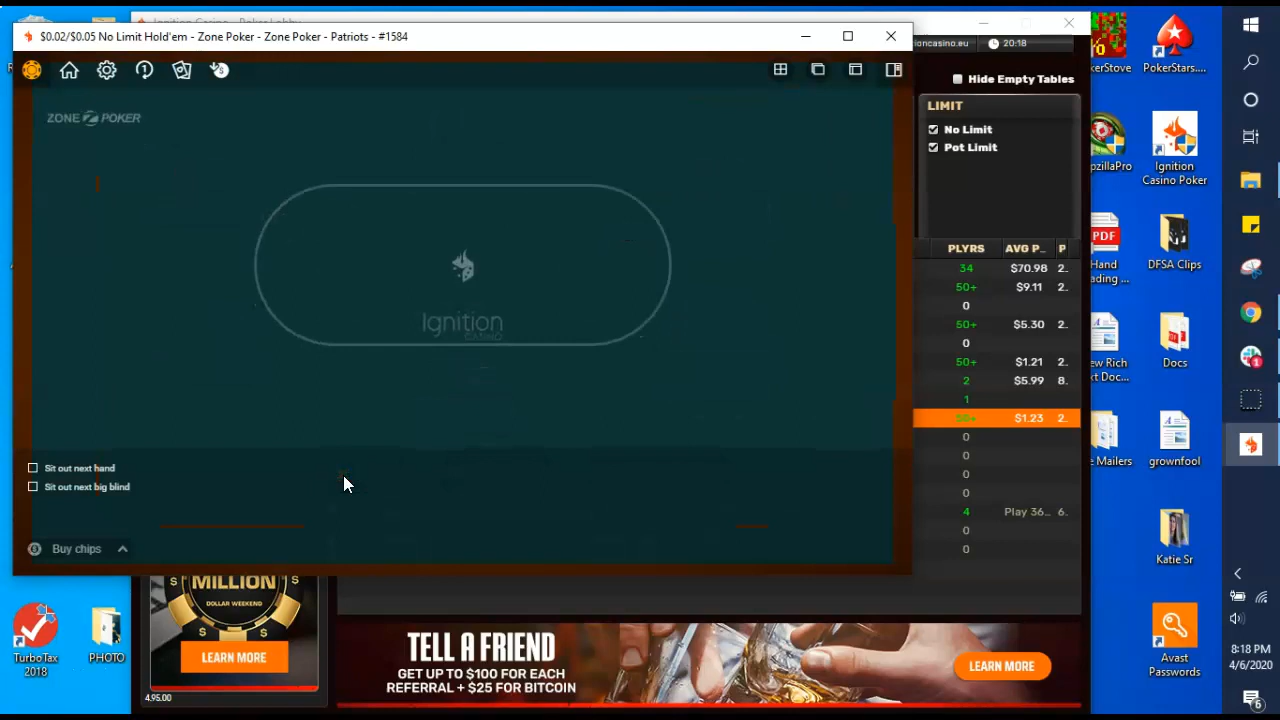 $0.02/$0.05 No Limit Hold'em - Zone Poker - Zone Poker - Patriots - #1584
ioncasino.eu
20:18
Hide Empty Tables
ZONE POKER
LIMIT
No Limit
Pot Limit
Ignition
CASINO
PLYRS AVG P... P
34 $70.98 2..
50+ $9.11 2..
0
50+ $5.30 2..
0
50+ $1.21 2..
2 $5.99 8..
1
50+ $1.23 2..
0
0
0
0
4 Play 36... 6..
0
0
Sit out next hand
Sit out next big blind
Buy chips
MILLION
DOLLAR WEEKEND
LEARN MORE
4.95.00
TELL A FRIEND
GET UP TO $100 FOR EACH
REFERRAL + $25 FOR BITCOIN
LEARN MORE
TurboTax
2018
PHOTO
PokerStars....
Ignition
Casino Poker
PDF
Hand
DFSA Clips
Docs
grownfool
Katie Sr
Avast
Passwords
8:18 PM
4/6/2020
6